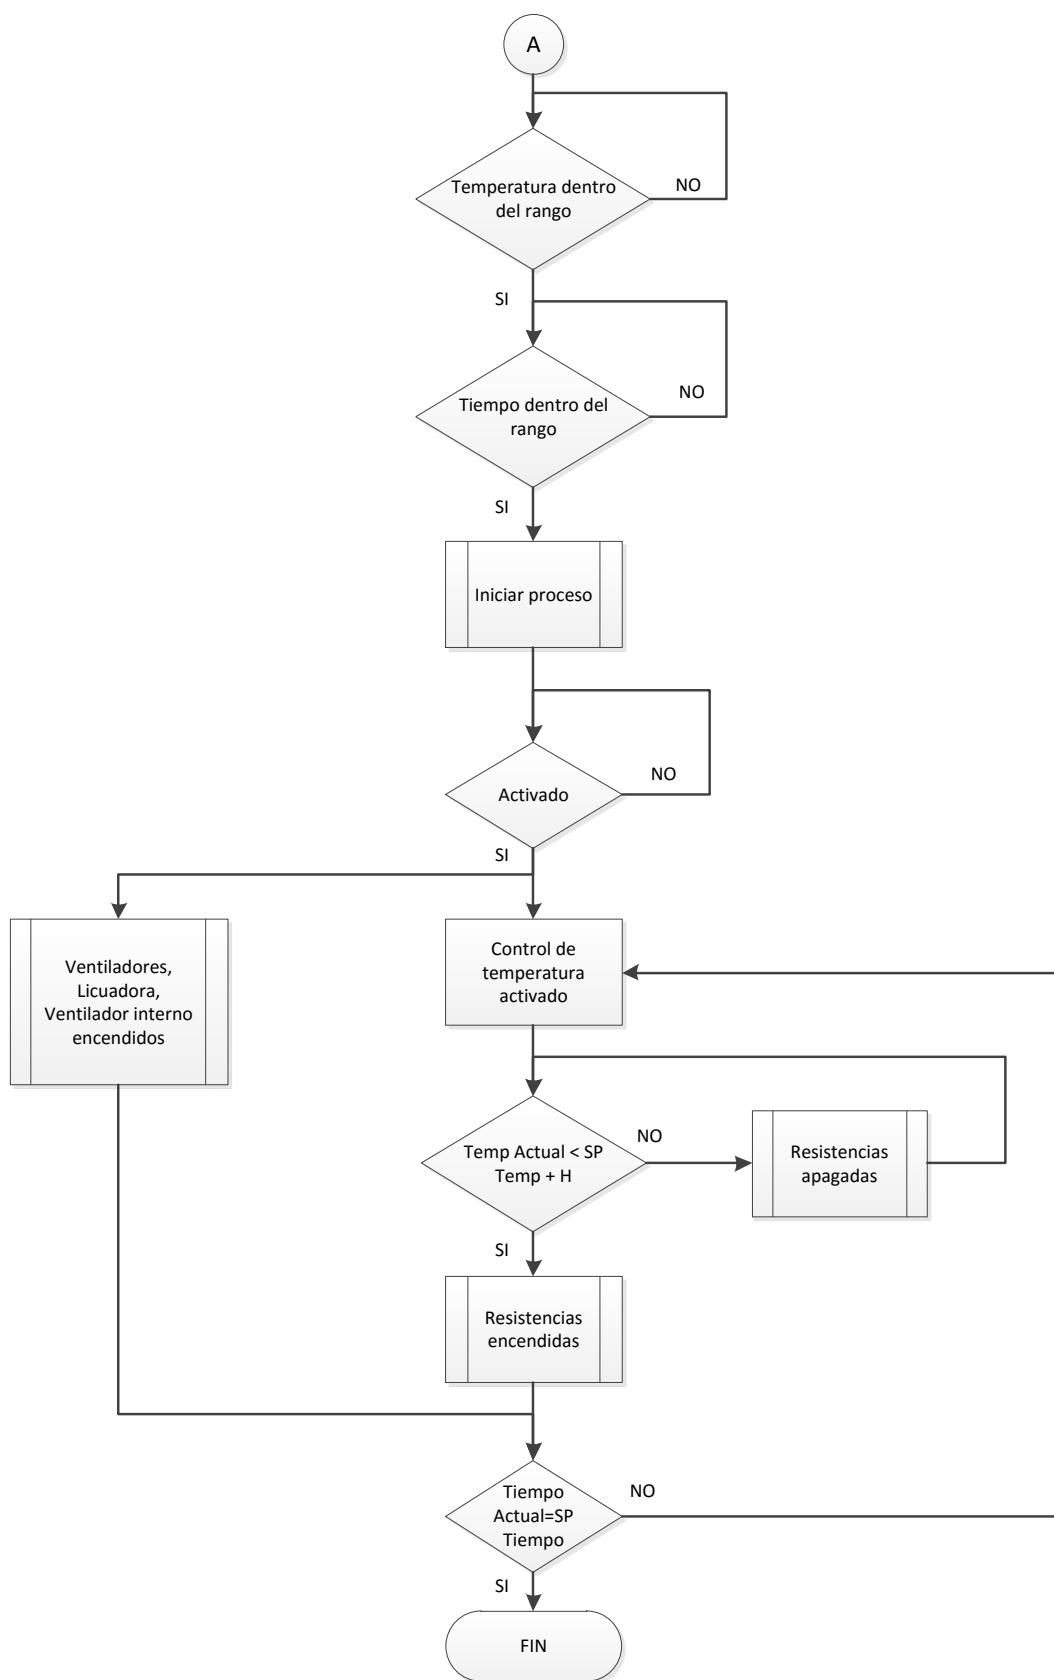 A
Temperatura dentro
del rango
NO
SI
Tiempo dentro del
rango
NO
SI
Iniciar proceso
Activado
NO
SI
Ventiladores,
Licuadora,
Ventilador interno
encendidos
Control de
temperatura
activado
Temp Actual < SP
Temp + H
NO
Resistencias
apagadas
SI
Resistencias
encendidas
Tiempo
Actual=SP
Tiempo
NO
SI
FIN